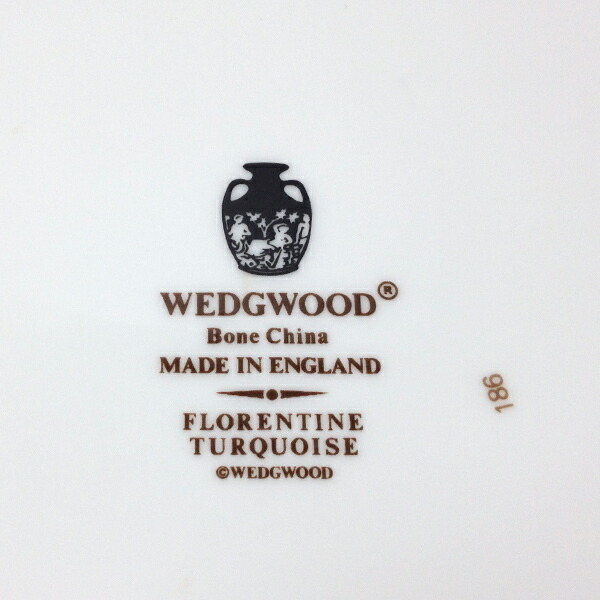 WEDGWOOD®
Bone China
MADE IN ENGLAND
FLORENTINE
TURQUOISE
©WEDGWOOD
186